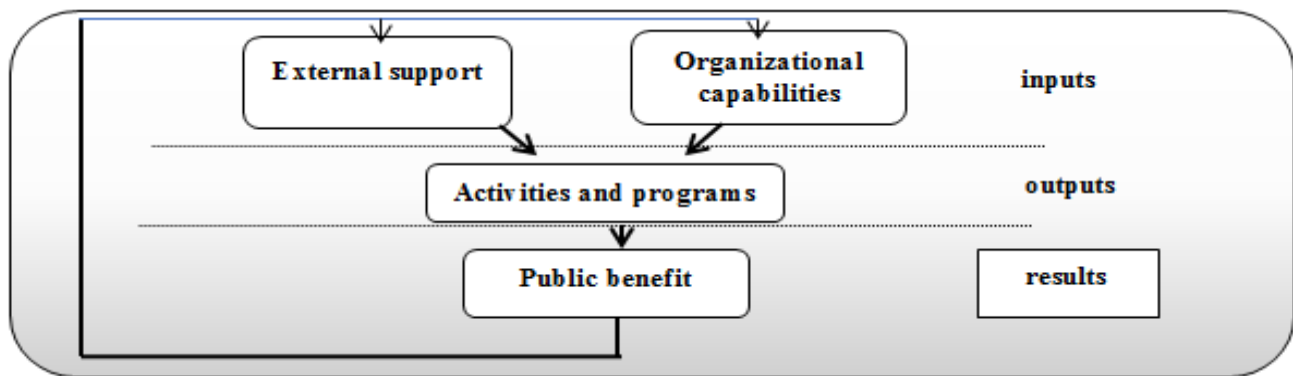 External support
Organizational
capabilities
inputs
Activities and programs
outputs
Public benefit
results